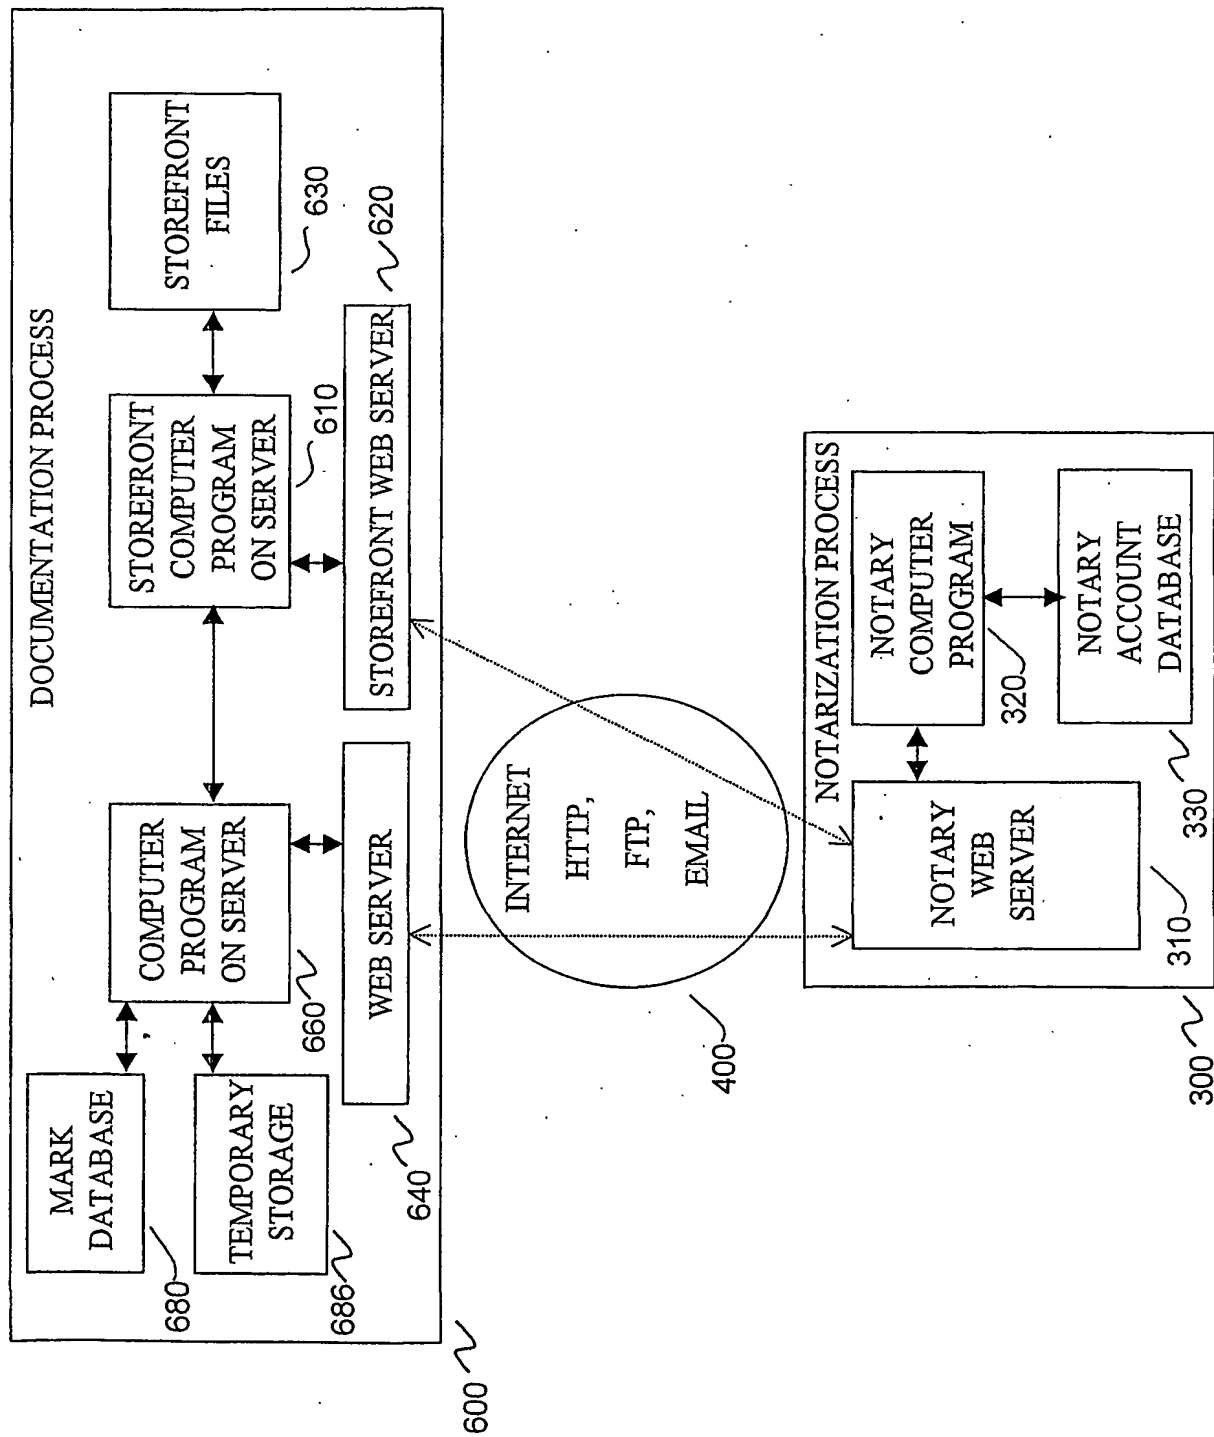 DOCUMENTATION PROCESS
MARK
DATABASE
680
TEMPORARY
STORAGE
686
COMPUTER
PROGRAM
ON SERVER
660
STOREFRONT
COMPUTER
PROGRAM
ON SERVER
610
STOREFRONT
FILES
630
WEB SERVER
640
STOREFRONT WEB SERVER
620
600
INTERNET
HTTP,
FTP,
EMAIL
400
NOTARIZATION PROCESS
NOTARY
WEB
SERVER
310
NOTARY
COMPUTER
PROGRAM
320
NOTARY
ACCOUNT
DATABASE
330
300